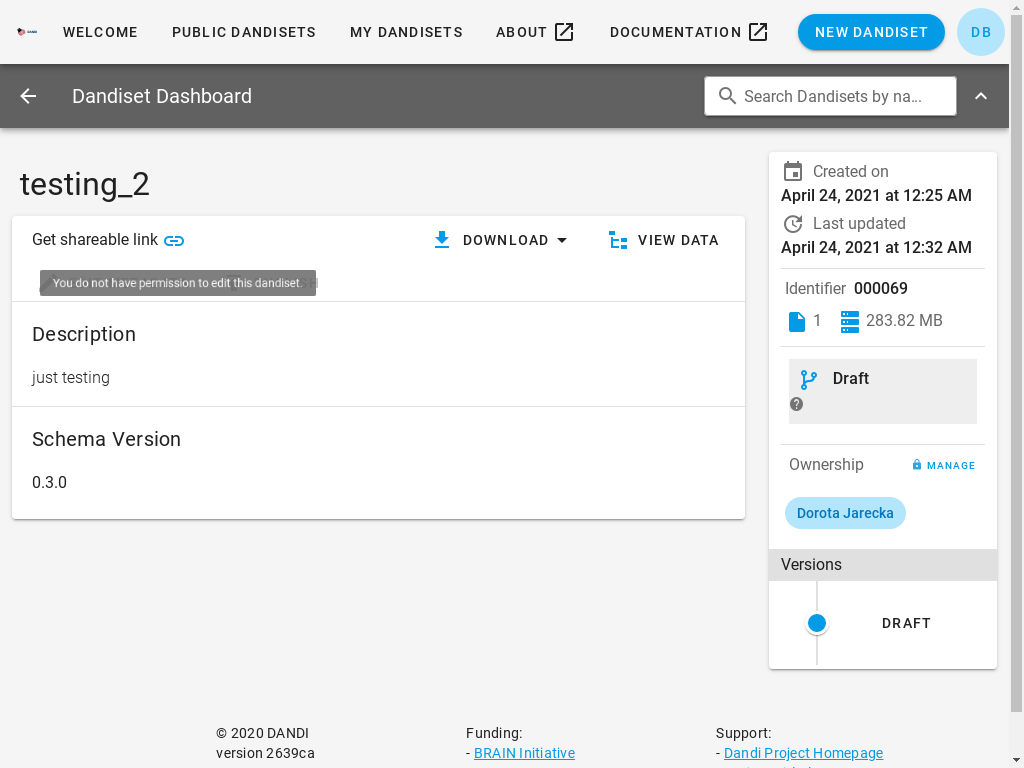 WELCOME
PUBLIC DANDISETS
MY DANDISETS
ABOUT
DOCUMENTATION
NEW DANDISET
DB
Dandiset Dashboard
Search Dandisets by na...
testing_2
Get shareable link
DOWNLOAD
VIEW DATA
You do not have permission to edit this dandiset.
Description
just testing
Schema Version
0.3.0
Created on
April 24, 2021 at 12:25 AM
Last updated
April 24, 2021 at 12:32 AM
Identifier 000069
1
283.82 MB
Draft
Ownership
MANAGE
Dorota Jarecka
Versions
DRAFT
© 2020 DANDI
version 2639ca
Funding:
- BRAIN Initiative
Support:
- Dandi Project Homepage